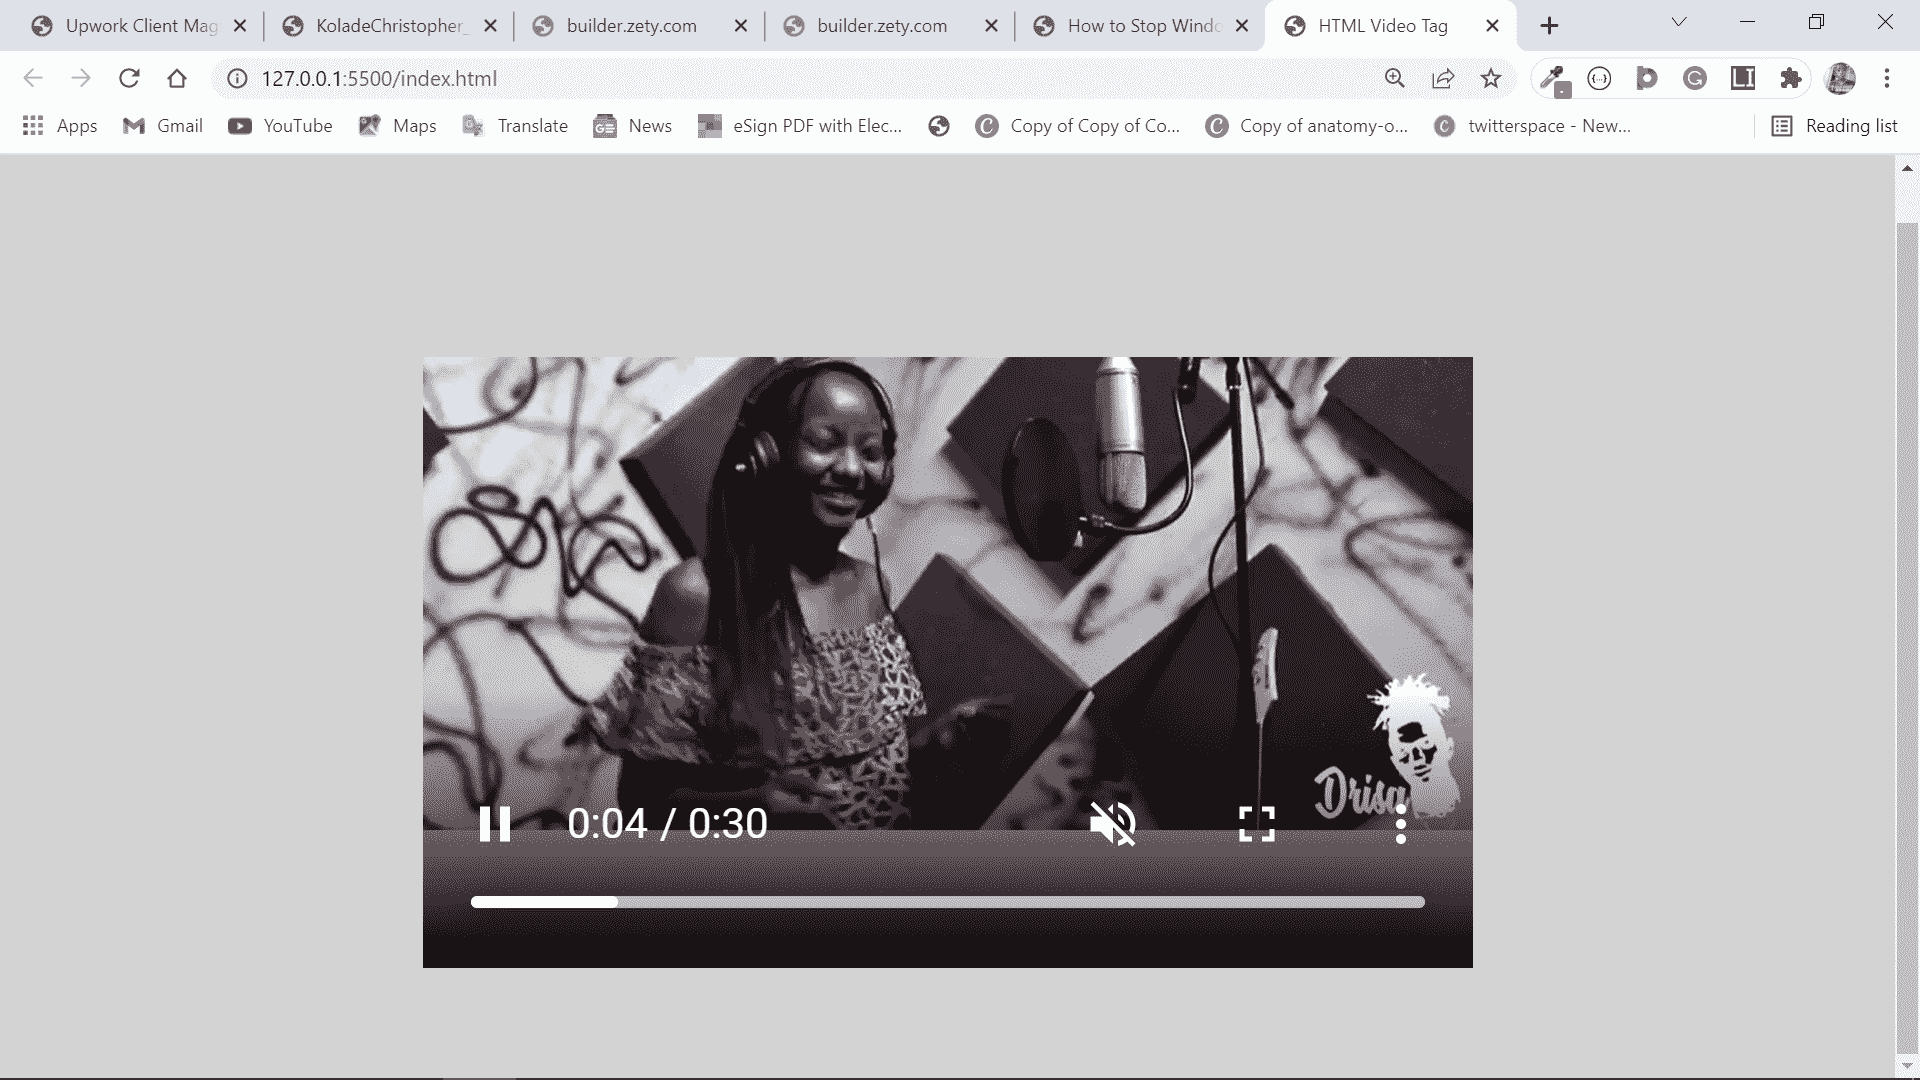 Upwork Client Mag
KoladeChristopher_
builder.zety.com
builder.zety.com
How to Stop Windo
HTML Video Tag
127.0.0.1:5500/index.html
Apps
Gmail
YouTube
Maps
Translate
News
eSign PDF with Elec...
Copy of Copy of Co...
Copy of anatomy-o...
twitterspace - New...
Reading list
Drisa
0:04 / 0:30